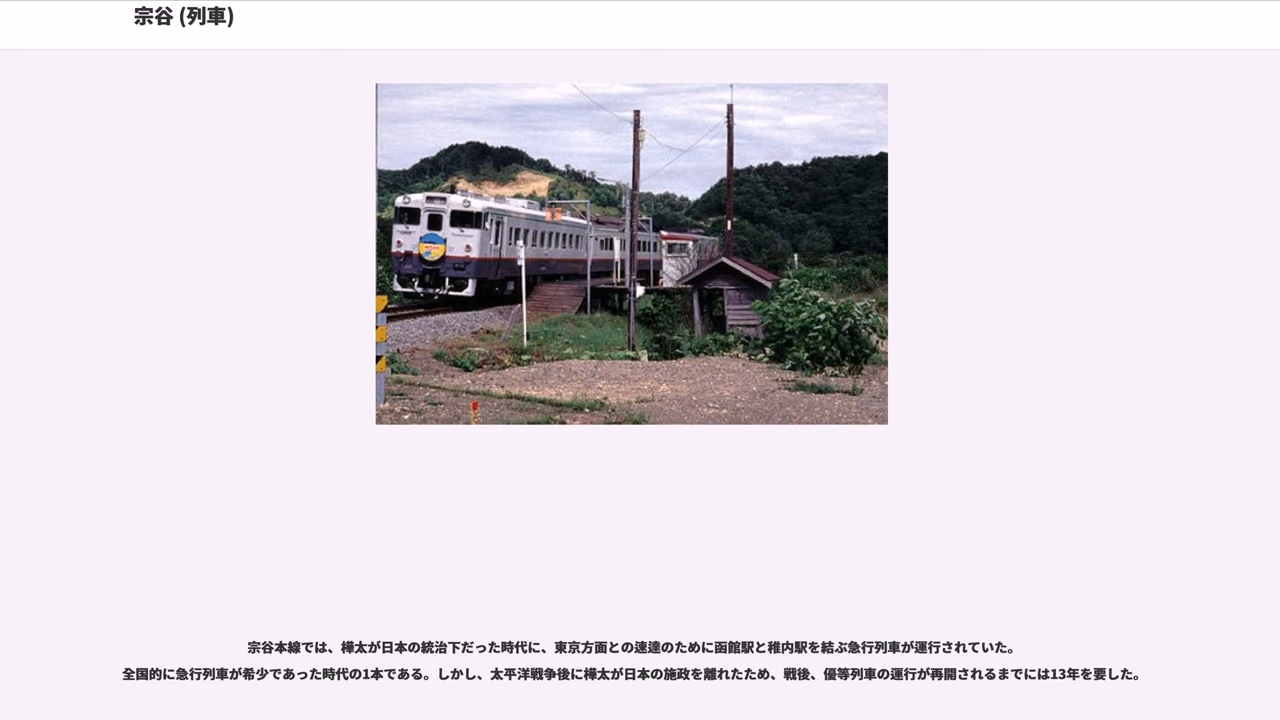 宗谷 (列車)
宗谷本線では、樺太が日本の統治下だった時代に、東京方面との速達のために函館駅と稚内駅を結ぶ急行列車が運行されていた。
全国的に急行列車が希少であった時代の1本である。しかし、太平洋戦争後に樺太が日本の施政を離れたため、戦後、優等列車の運行が再開されるまでには13年を要した。